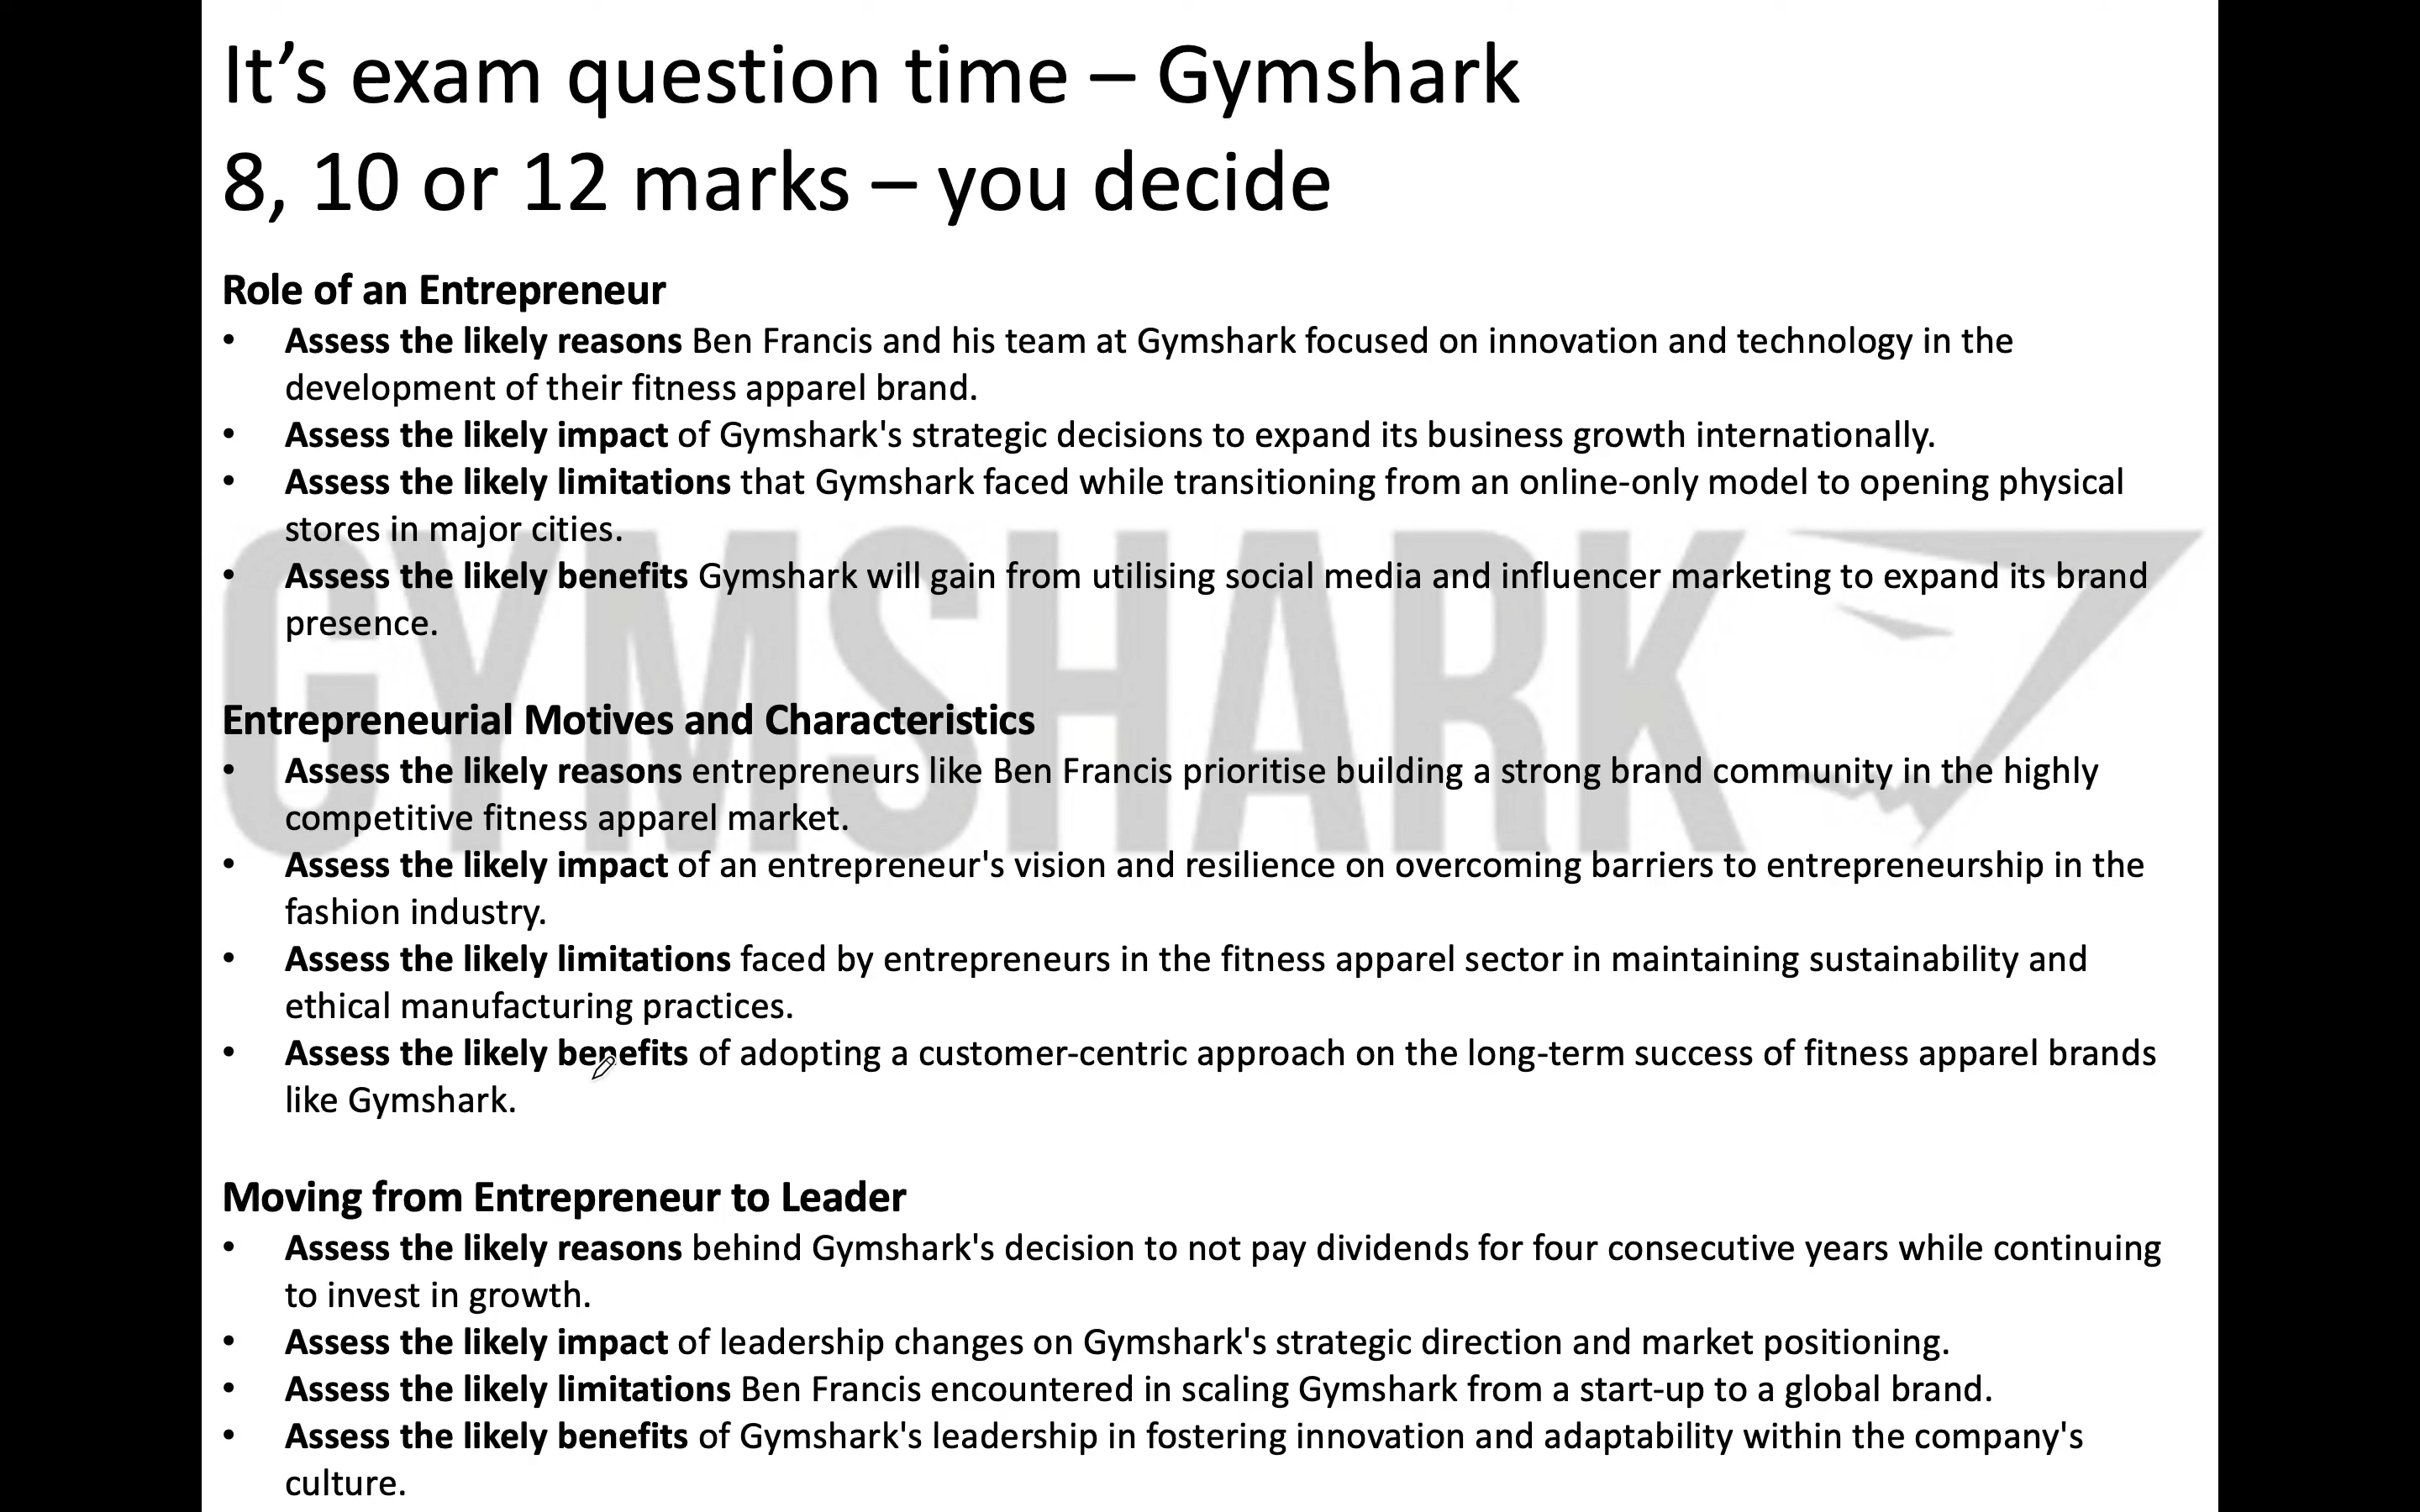 It’s exam question time – Gymshark
8, 10 or 12 marks – you decide
Role of an Entrepreneur
• Assess the likely reasons Ben Francis and his team at Gymshark focused on innovation and technology in the
development of their fitness apparel brand.
• Assess the likely impact of Gymshark's strategic decisions to expand its business growth internationally.
• Assess the likely limitations that Gymshark faced while transitioning from an online-only model to opening physical
stores in major cities.
• Assess the likely benefits Gymshark will gain from utilising social media and influencer marketing to expand its brand
presence.
GYMSHARK
Entrepreneurial Motives and Characteristics
• Assess the likely reasons entrepreneurs like Ben Francis prioritise building a strong brand community in the highly
competitive fitness apparel market.
• Assess the likely impact of an entrepreneur's vision and resilience on overcoming barriers to entrepreneurship in the
fashion industry.
• Assess the likely limitations faced by entrepreneurs in the fitness apparel sector in maintaining sustainability and
ethical manufacturing practices.
• Assess the likely benefits of adopting a customer-centric approach on the long-term success of fitness apparel brands
like Gymshark.
Moving from Entrepreneur to Leader
• Assess the likely reasons behind Gymshark's decision to not pay dividends for four consecutive years while continuing
to invest in growth.
• Assess the likely impact of leadership changes on Gymshark's strategic direction and market positioning.
• Assess the likely limitations Ben Francis encountered in scaling Gymshark from a start-up to a global brand.
• Assess the likely benefits of Gymshark's leadership in fostering innovation and adaptability within the company's
culture.